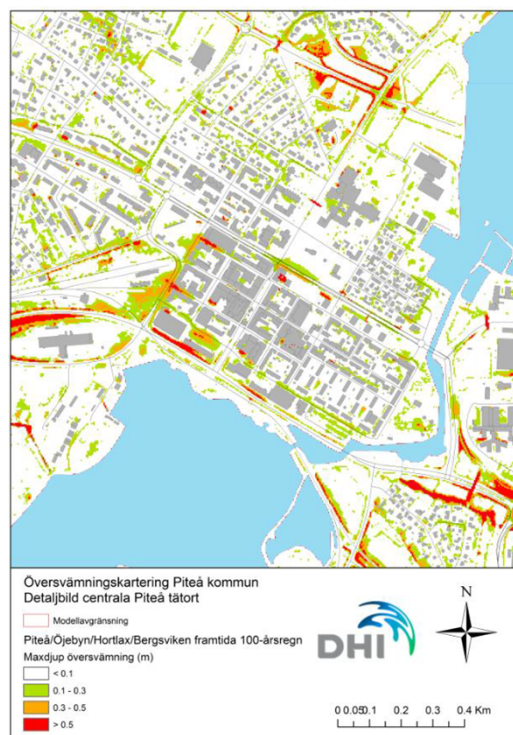 Översvämningskartering Piteå kommun
Detaljbild centrala Piteå tätort
Modellavgränsning
Piteå/Öjebyn/Hortlax/Bergsviken framtida 100-årsregn
Maxdjup översvämning (m)
< 0.1
0.1 - 0.3
0.3 - 0.5
> 0.5
DHI
N
0 0.050.1 0.2 0.3 0.4 Km